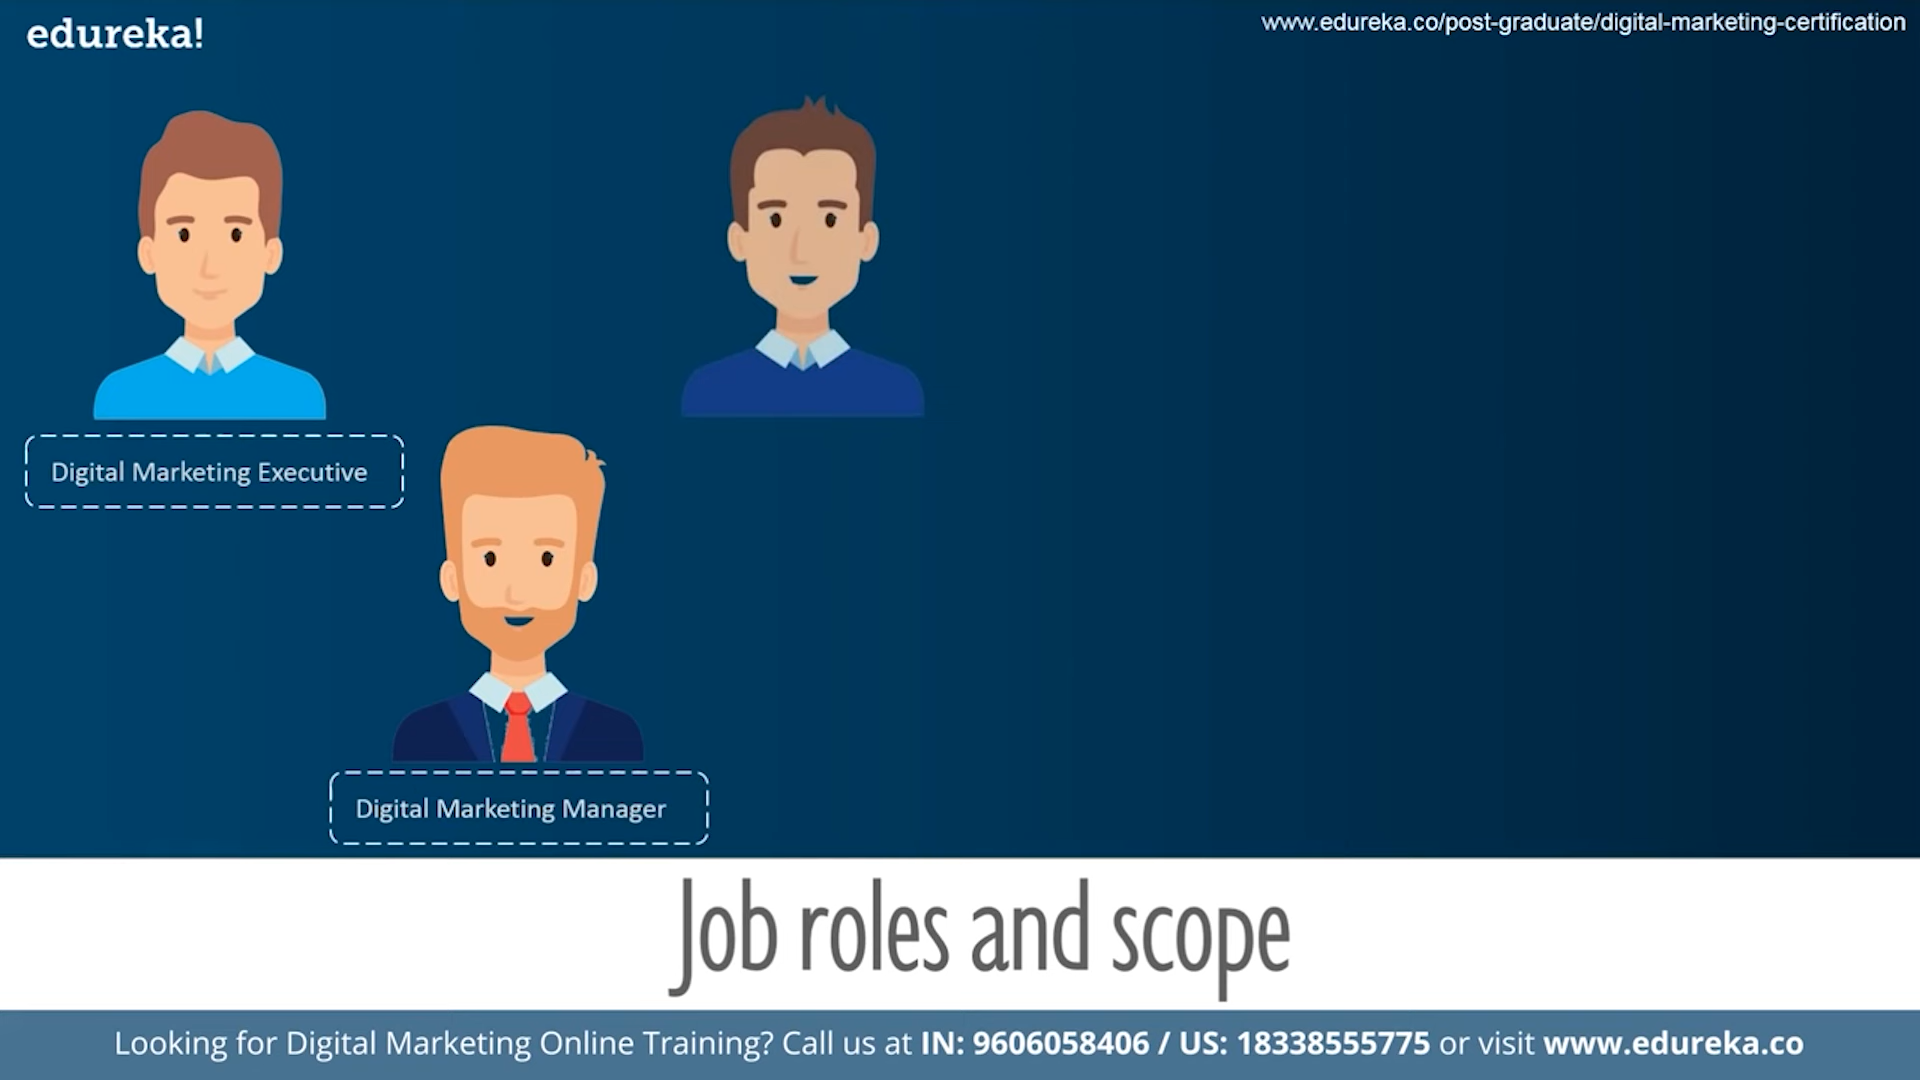 edureka!
www.edureka.co/post-graduate/digital-marketing-certification
Digital Marketing Executive
Digital Marketing Manager
Job roles and scope
Looking for Digital Marketing Online Training? Call us at IN: 9606058406 / US: 18338555775 or visit www.edureka.co